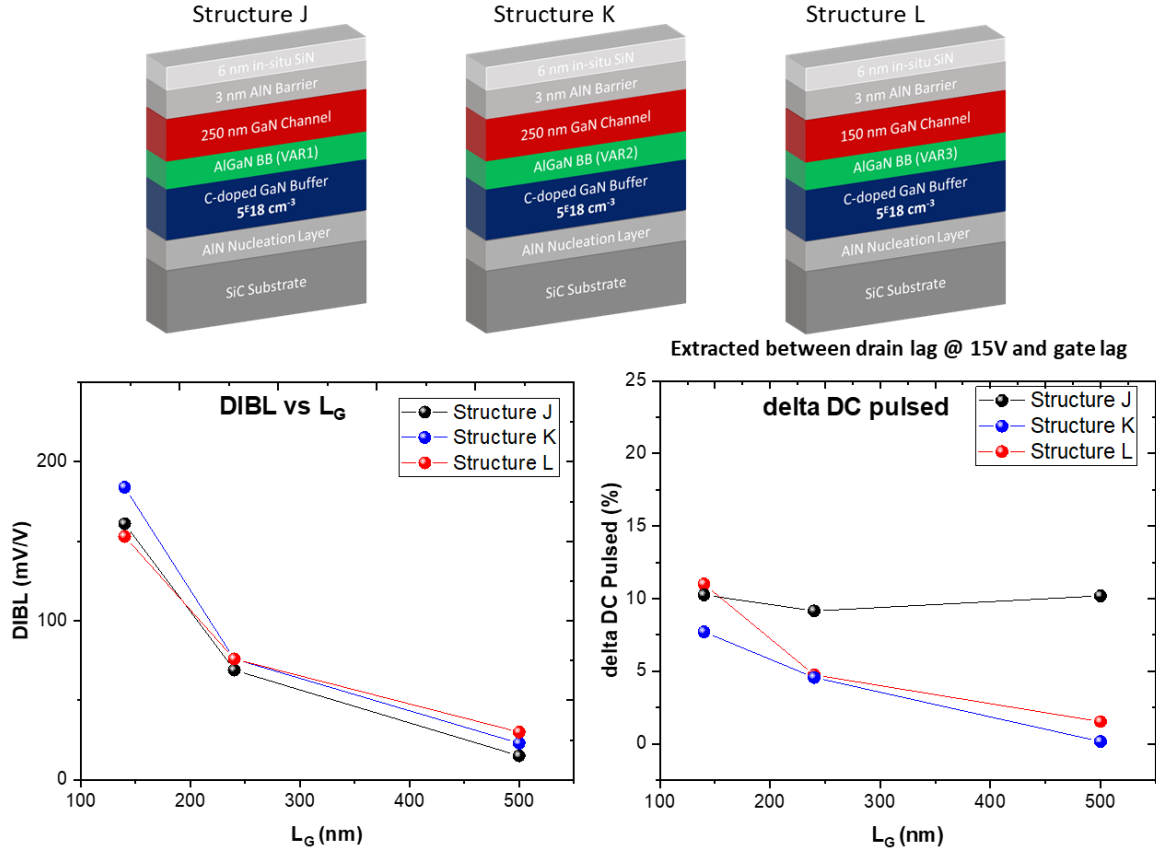 Structure J
Structure K
Structure L
6 nm in-situ SiN
3 nm AlN Barrier
250 nm GaN Channel
AlGaN BB (VAR1)
C-doped GaN Buffer
5ᴱ18 cm⁻³
AlN Nucleation Layer
SiC Substrate
6 nm in-situ SiN
3 nm AlN Barrier
250 nm GaN Channel
AlGaN BB (VAR2)
C-doped GaN Buffer
5ᴱ18 cm⁻³
AlN Nucleation Layer
SiC Substrate
6 nm in-situ SiN
3 nm AlN Barrier
150 nm GaN Channel
AlGaN BB (VAR3)
C-doped GaN Buffer
5ᴱ18 cm⁻³
AlN Nucleation Layer
SiC Substrate
DIBL vs L_G
Structure J
Structure K
Structure L
DIBL (mV/V)
200
100
0
100 200 300 400 500
L_G (nm)
Extracted between drain lag @ 15V and gate lag
delta DC pulsed
Structure J
Structure K
Structure L
delta DC Pulsed (%)
25
20
15
10
5
0
100 200 300 400 500
L_G (nm)